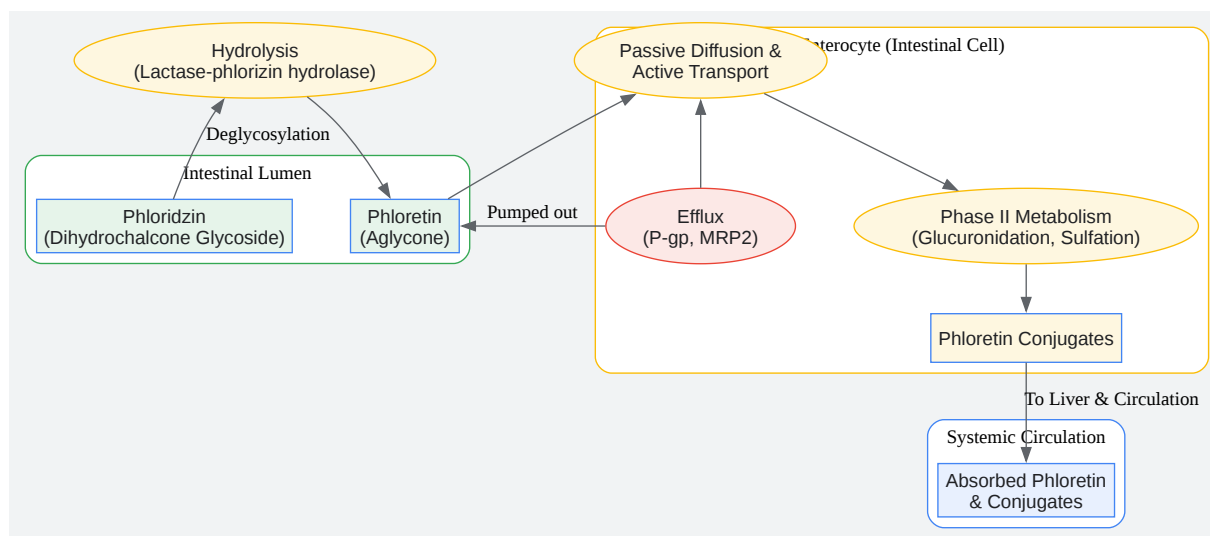 Hydrolysis
(Lactase-phlorizin hydrolase)
Passive Diffusion &
Active Transport
(Intestinal Cell)
Deglycosylation
Intestinal Lumen
Phloridzin
(Dihydrochalcone Glycoside)
Phloretin
(Aglycone)
Pumped out
Efflux
(P-gp, MRP2)
Phase II Metabolism
(Glucuronidation, Sulfation)
Phloretin Conjugates
To Liver & Circulation
Systemic Circulation
Absorbed Phloretin
& Conjugates